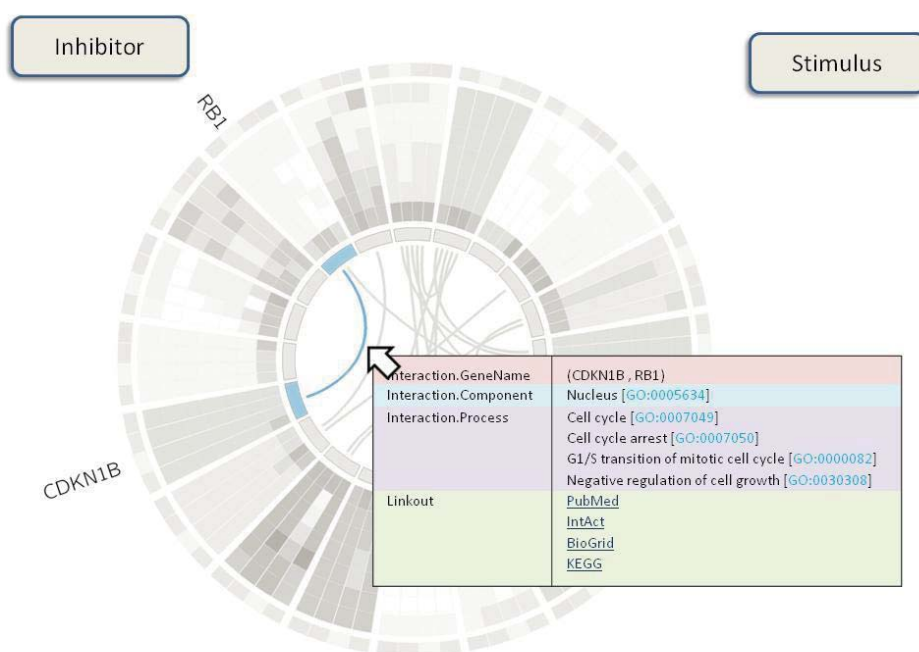 Inhibitor
Stimulus
RB1
CDKN1B
Interaction.GeneName (CDKN1B , RB1)
Interaction.Component Nucleus [GO:0005634]
Interaction.Process Cell cycle [GO:0007049]
Cell cycle arrest [GO:0007050]
G1/S transition of mitotic cell cycle [GO:0000082]
Negative regulation of cell growth [GO:0030308]
Linkout PubMed
IntAct
BioGrid
KEGG